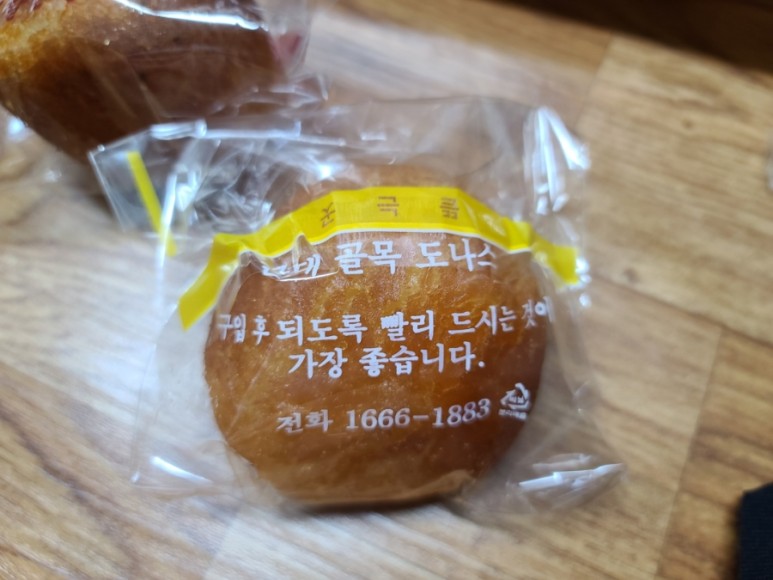 골목 도나스
구입 후 되도록 빨리 드시는 것이
가장 좋습니다.
전화 1666-1883